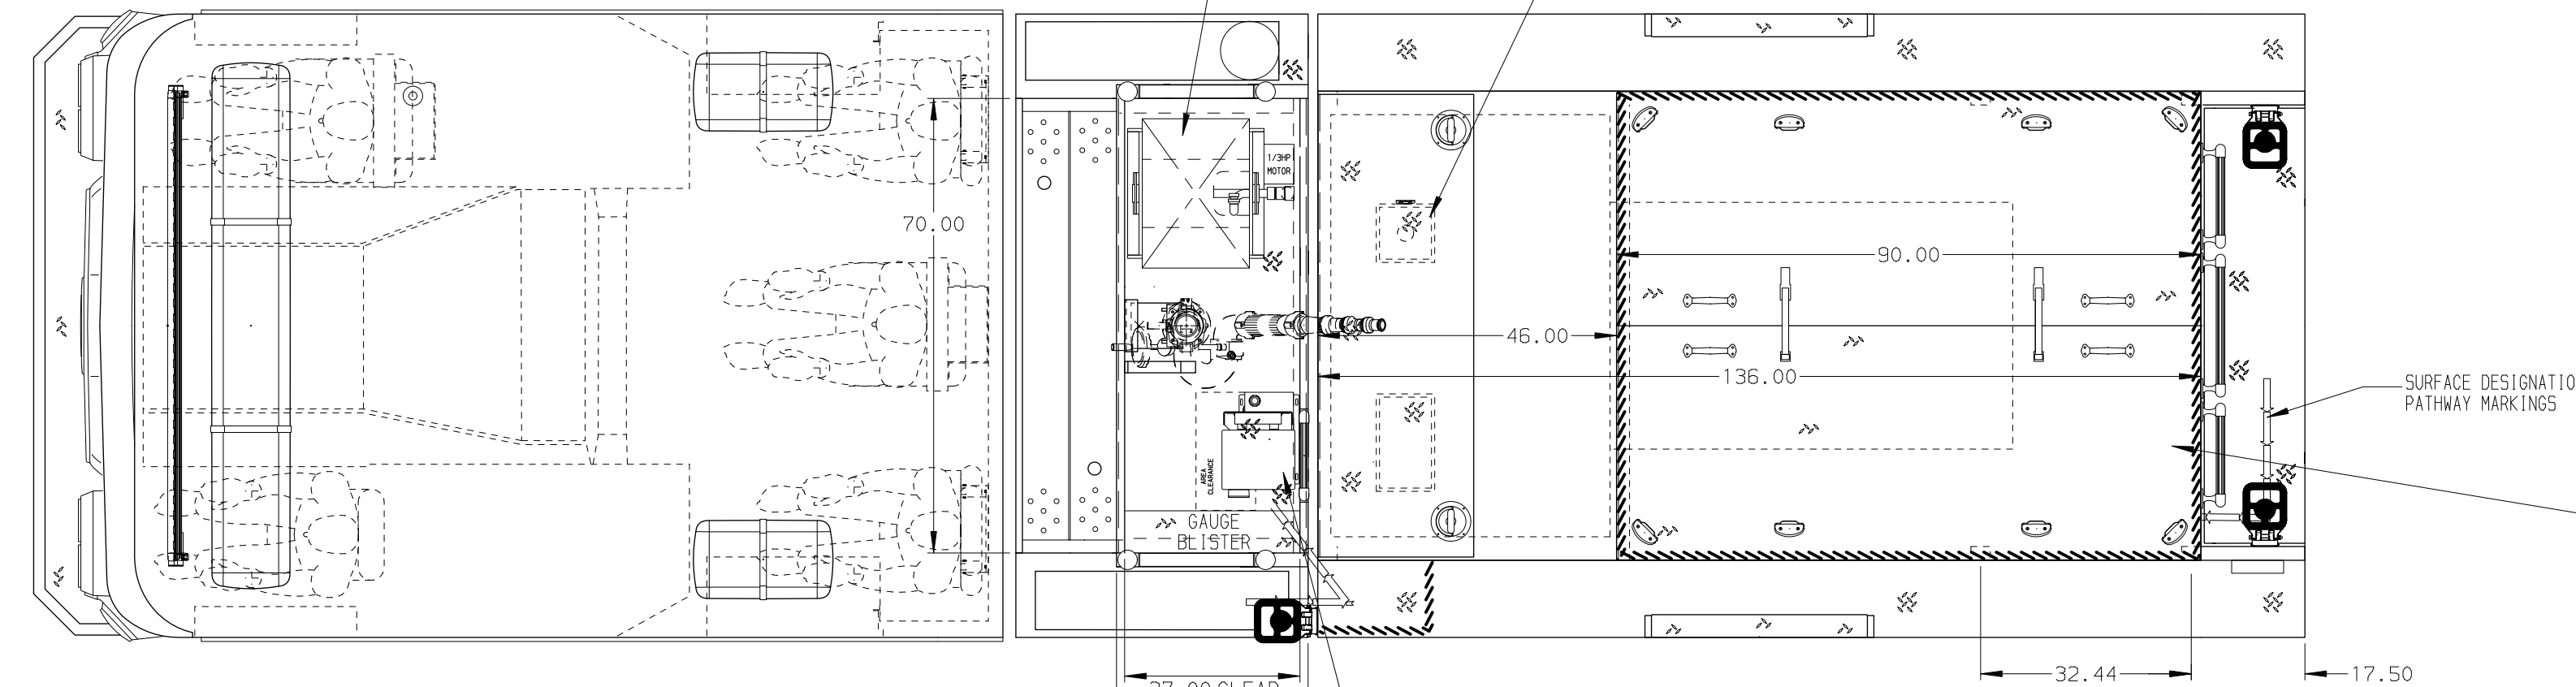 1/3HP
MOTOR
70.00
90.00
46.00
136.00
SURFACE
PATHWAY MARKINGS
AREA
CLEARANCE
GAUGE
BLISTER
32.44
17.50